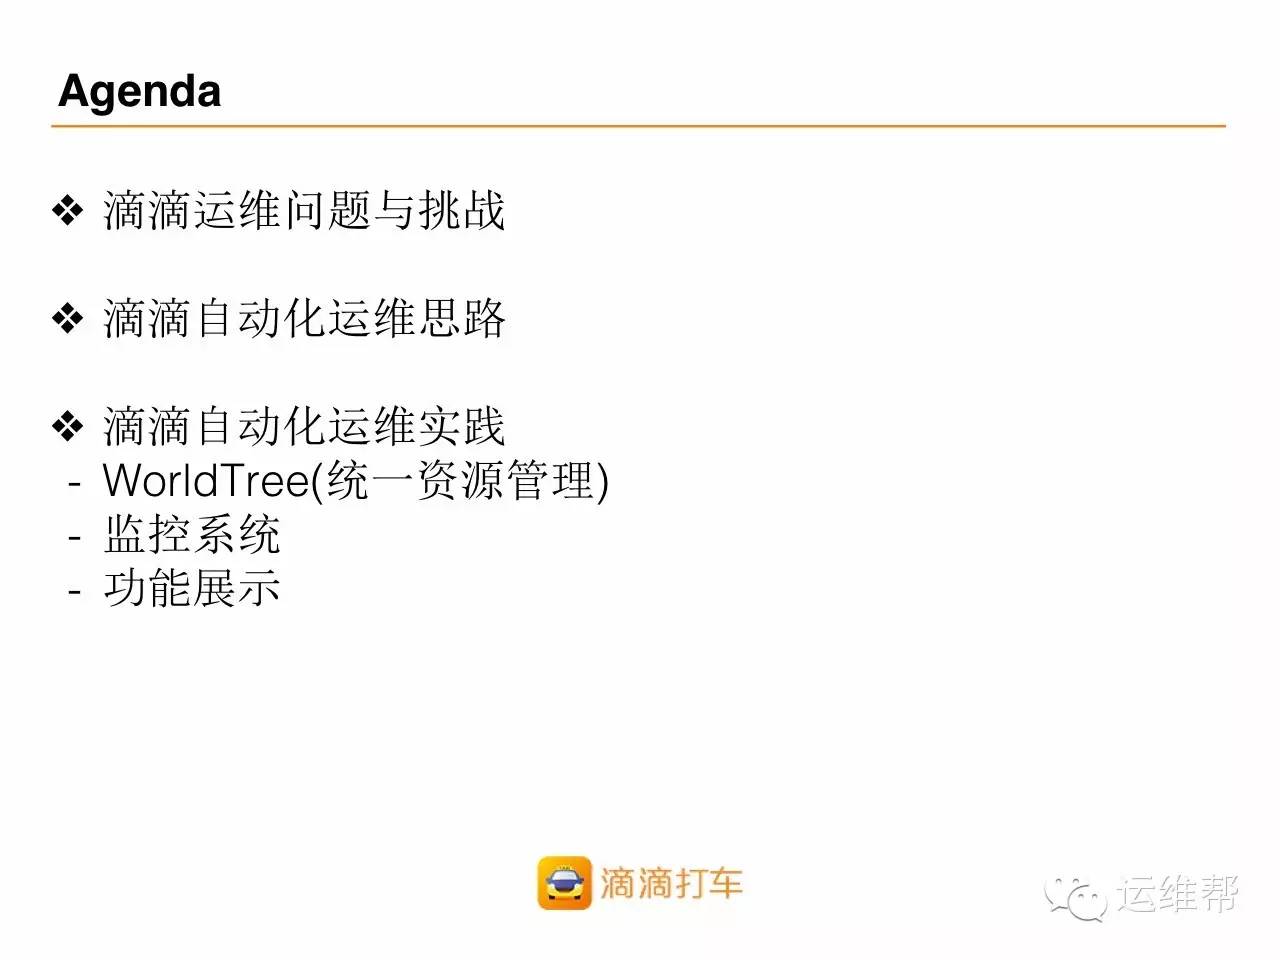 Agenda
❖ 滴滴运维问题与挑战
❖ 滴滴自动化运维思路
❖ 滴滴自动化运维实践
- WorldTree(统一资源管理)
- 监控系统
- 功能展示
滴滴打车
运维帮